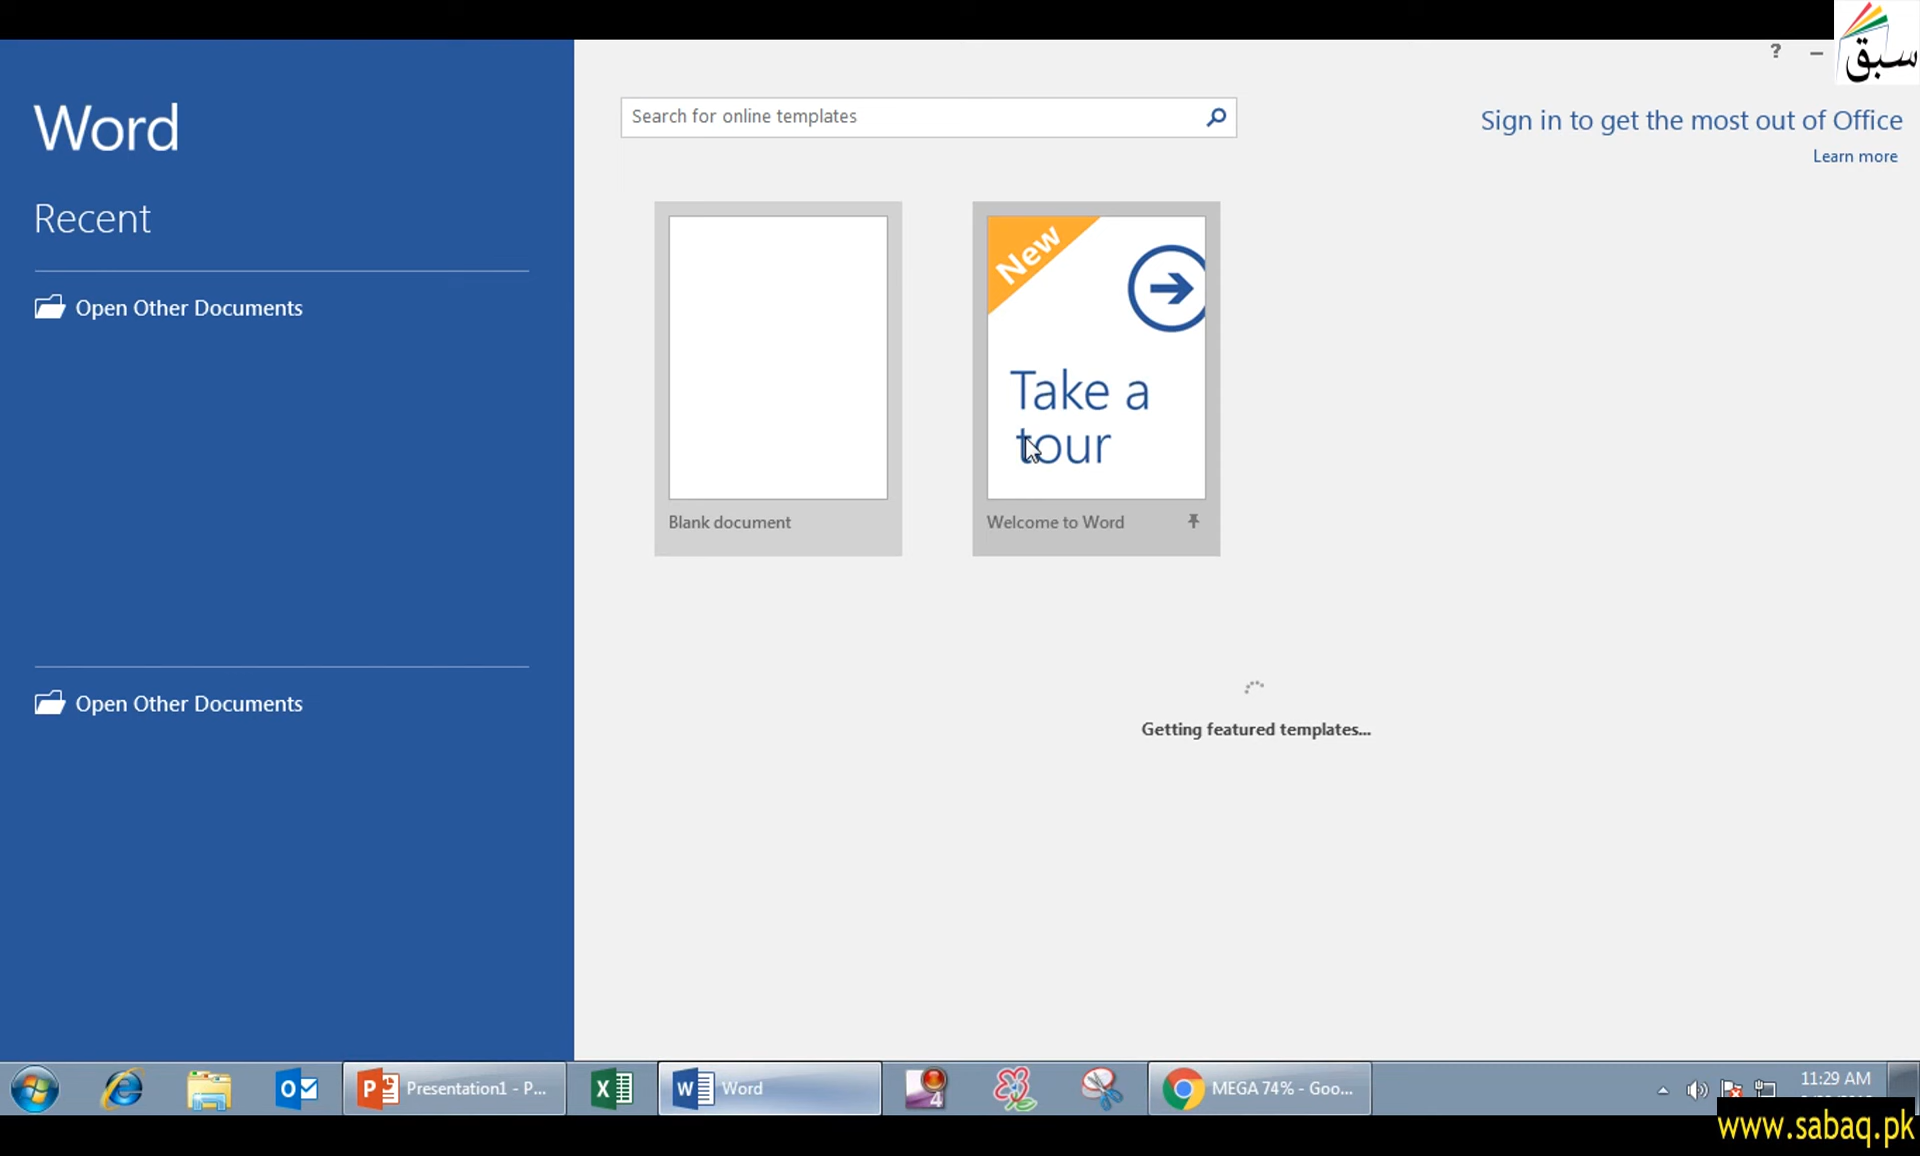 سبق
?
Word
Search for online templates
Sign in to get the most out of Office
Learn more
Recent
Open Other Documents
New
Take a
tour
Blank document
Welcome to Word
Open Other Documents
Getting featured templates...
Presentation1 - P...
Word
4
MEGA 74% - Goo...
11:29 AM
www.sabaq.pk